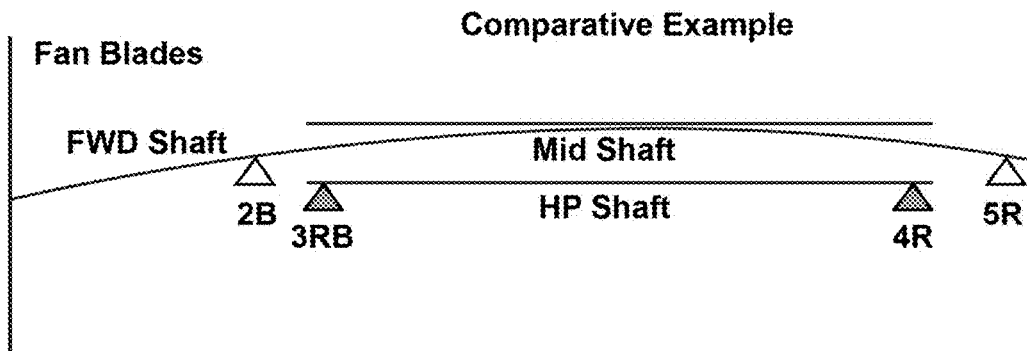 Comparative Example
Fan Blades
FWD Shaft
Mid Shaft
2B
HP Shaft
5R
3RB
4R